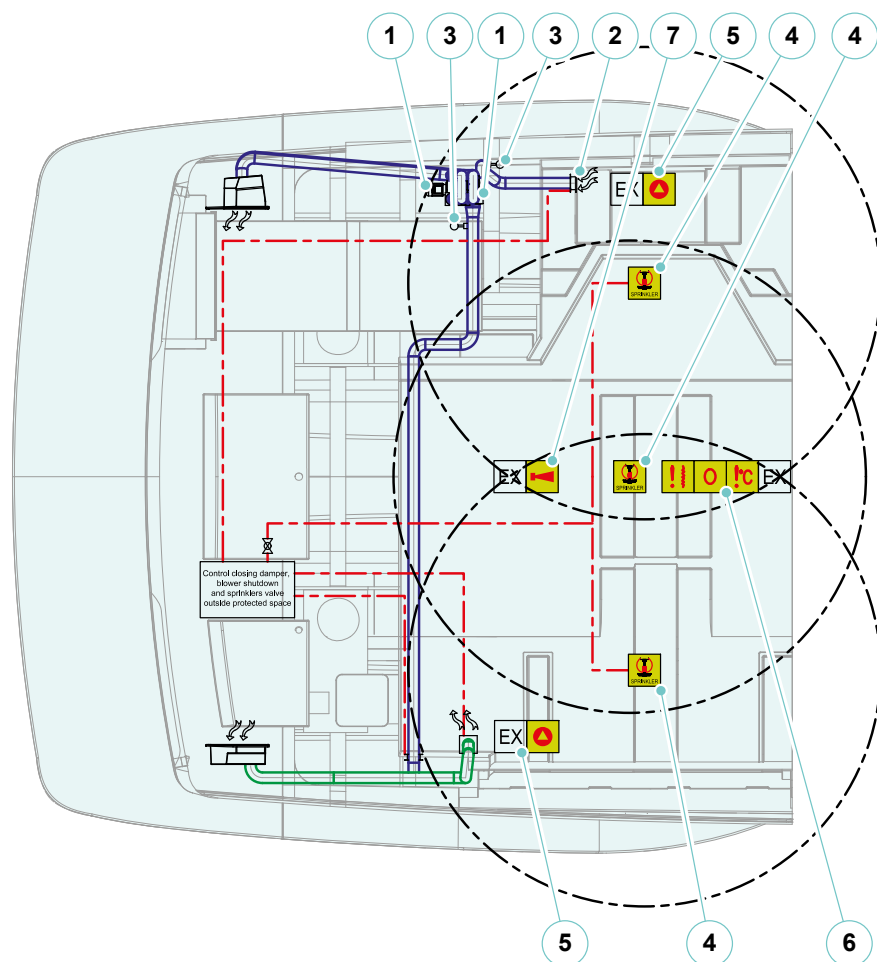 1 3 1 3 2 7 5 4 4
EX
SPRINKLER
EX
SPRINKLER
!
O
!°C
EX
Control closing damper,
blower shutdown
and sprinklers valve
outside protected space
SPRINKLER
EX
5 4 6